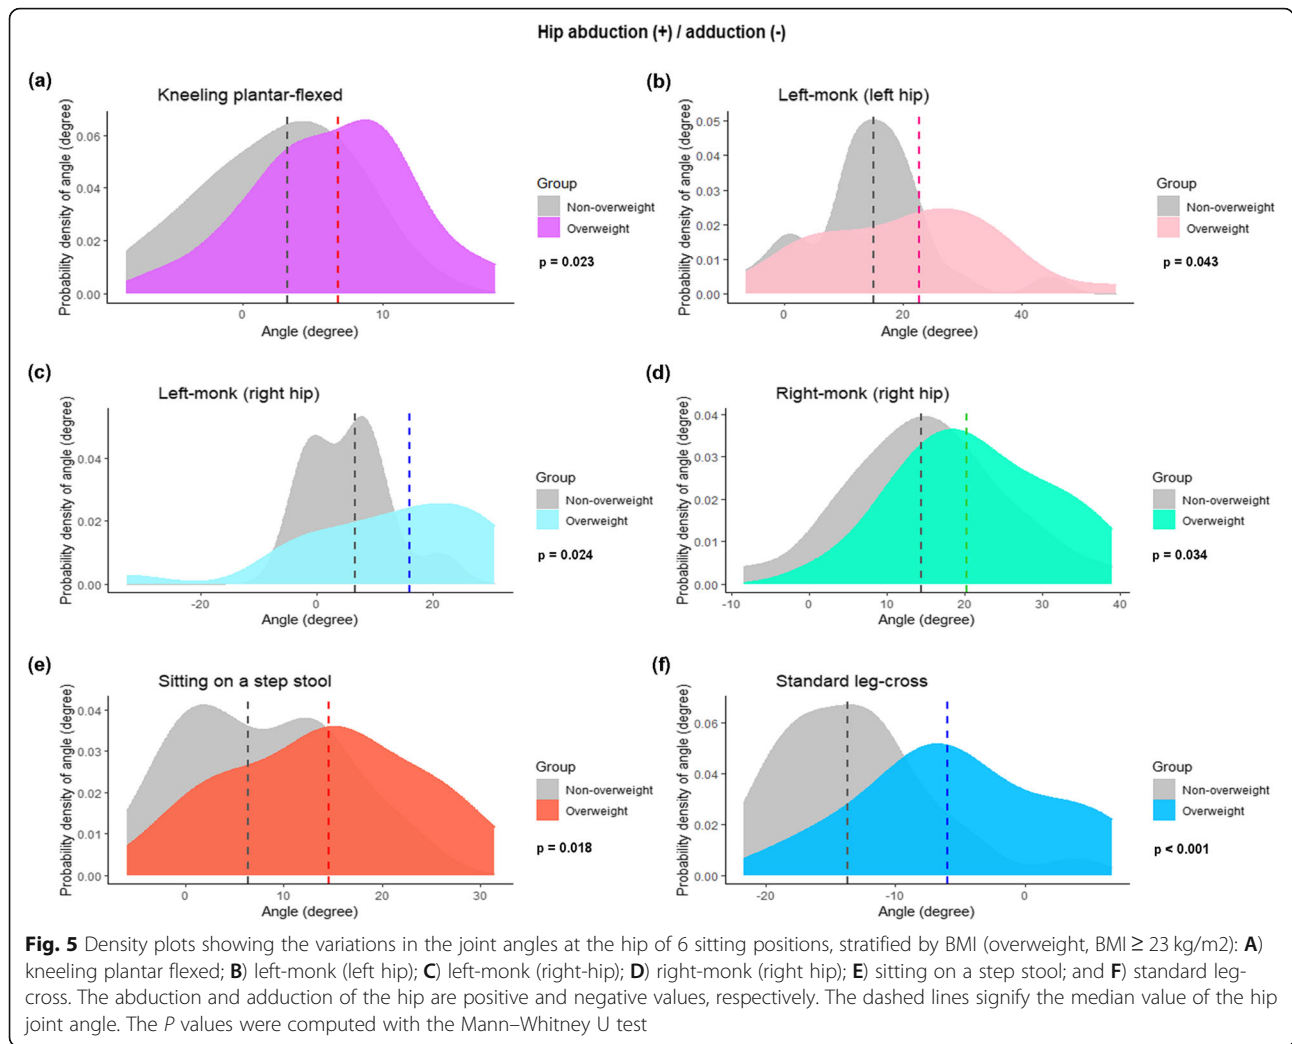 Hip abduction (+) / adduction (-)
(a)
Kneeling plantar-flexed
Probability density of angle (degree)
0.06
0.04
0.02
0.00
0
10
Angle (degree)
Group
Non-overweight
Overweight
p = 0.023
(b)
Left-monk (left hip)
Probability density of angle (degree)
0.05
0.04
0.03
0.02
0.01
0.00
0
20
40
Angle (degree)
Group
Non-overweight
Overweight
p = 0.043
(c)
Left-monk (right hip)
Probability density of angle (degree)
0.04
0.02
0.00
-20
0
20
Angle (degree)
Group
Non-overweight
Overweight
p = 0.024
(d)
Right-monk (right hip)
Probability density of angle (degree)
0.04
0.03
0.02
0.01
0.00
-10
0
10
20
30
40
Angle (degree)
Group
Non-overweight
Overweight
p = 0.034
(e)
Sitting on a step stool
Probability density of angle (degree)
0.04
0.03
0.02
0.01
0.00
0
10
20
30
Angle (degree)
Group
Non-overweight
Overweight
p = 0.018
(f)
Standard leg-cross
Probability density of angle (degree)
0.06
0.04
0.02
0.00
-20
-10
0
Angle (degree)
Group
Non-overweight
Overweight
p < 0.001
Fig. 5 Density plots showing the variations in the joint angles at the hip of 6 sitting positions, stratified by BMI (overweight, BMI ≥ 23 kg/m2): A)
kneeling plantar flexed; B) left-monk (left hip); C) left-monk (right-hip); D) right-monk (right hip); E) sitting on a step stool; and F) standard leg-
cross. The abduction and adduction of the hip are positive and negative values, respectively. The dashed lines signify the median value of the hip
joint angle. The P values were computed with the Mann–Whitney U test